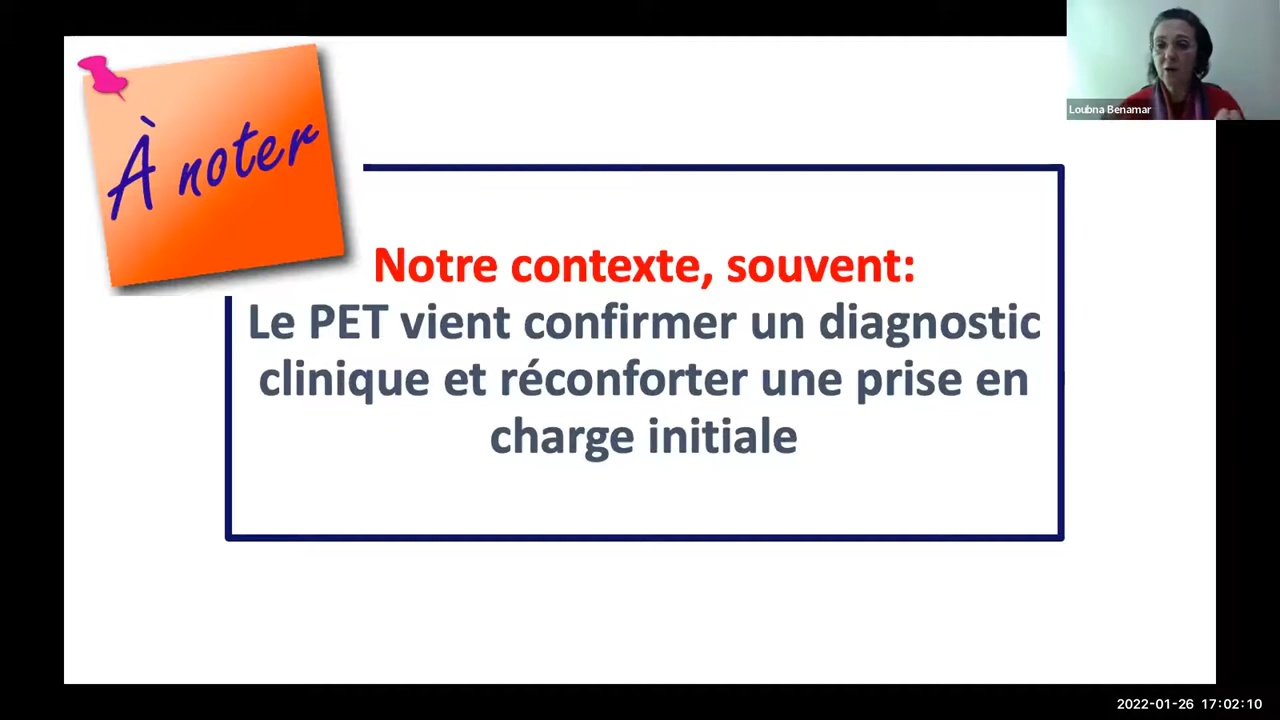 À noter
Loubna Benamar
Notre contexte, souvent:
Le PET vient confirmer un diagnostic
clinique et réconforter une prise en
charge initiale
2022-01-26 17:02:10